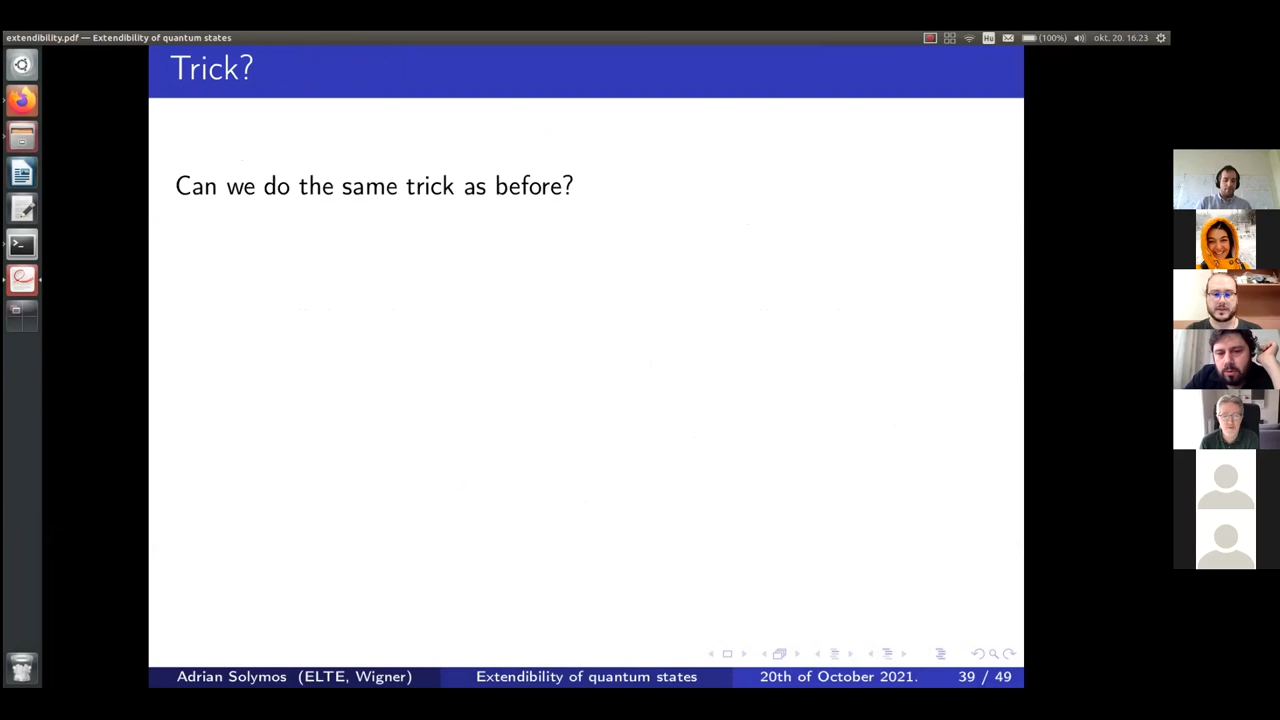 extendibility.pdf — Extendibility of quantum states
Hu (100%) okt. 20. 16.23
Trick?
Can we do the same trick as before?
Adrian Solymos (ELTE, Wigner) Extendibility of quantum states 20th of October 2021. 39 / 49